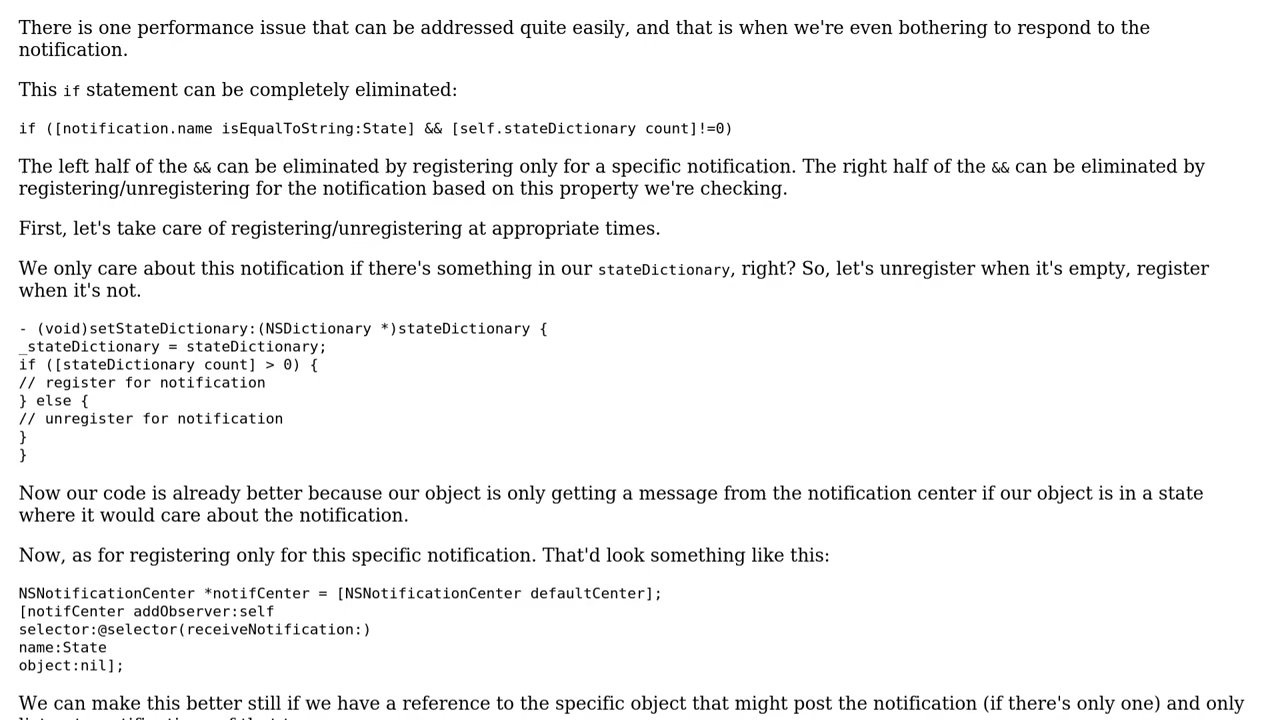 There is one performance issue that can be addressed quite easily, and that is when we're even bothering to respond to the
notification.
This if statement can be completely eliminated:
if ([notification.name isEqualToString:State] && [self.stateDictionary count]!=0)
The left half of the && can be eliminated by registering only for a specific notification. The right half of the && can be eliminated by
registering/unregistering for the notification based on this property we're checking.
First, let's take care of registering/unregistering at appropriate times.
We only care about this notification if there's something in our stateDictionary, right? So, let's unregister when it's empty, register
when it's not.
- (void)setStateDictionary:(NSDictionary *)stateDictionary {
_stateDictionary = stateDictionary;
if ([stateDictionary count] > 0) {
// register for notification
} else {
// unregister for notification
}
}
Now our code is already better because our object is only getting a message from the notification center if our object is in a state
where it would care about the notification.
Now, as for registering only for this specific notification. That'd look something like this:
NSNotificationCenter *notifCenter = [NSNotificationCenter defaultCenter];
[notifCenter addObserver:self
selector:@selector(receiveNotification:)
name:State
object:nil];
We can make this better still if we have a reference to the specific object that might post the notification (if there's only one) and only